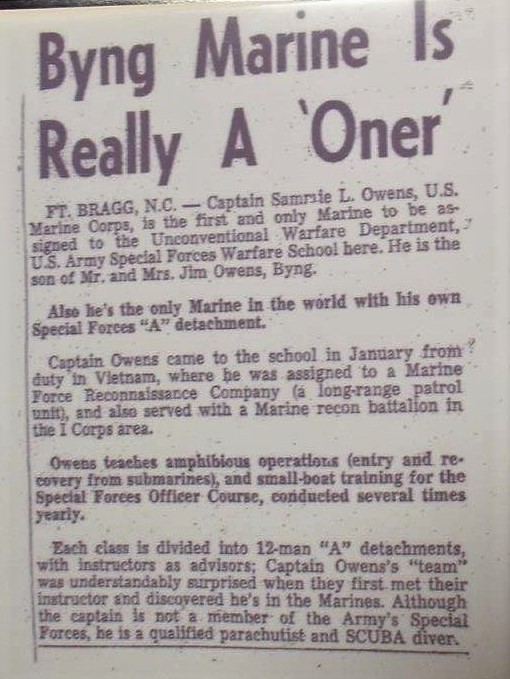 Byng Marine Is
Really A 'Oner'
FT. BRAGG, N.C. — Captain Sammie L. Owens, U.S.
Marine Corps, is the first and only Marine to be as-
signed to the Unconventional Warfare Department,
U.S. Army Special Forces Warfare School here. He is the
son of Mr. and Mrs. Jim Owens, Byng.
Also he's the only Marine in the world with his own
Special Forces "A" detachment.
Captain Owens came to the school in January from
duty in Vietnam, where he was assigned to a Marine
Force Reconnaissance Company (a long-range patrol
unit), and also served with a Marine recon battalion in
the I Corps area.
Owens teaches amphibious operations (entry and re-
covery from submarines), and small-boat training for the
Special Forces Officer Course, conducted several times
yearly.
Each class is divided into 12-man "A" detachments,
with instructors as advisors; Captain Owens's "team"
was understandably surprised when they first met their
instructor and discovered he's in the Marines. Although
the captain is not a member of the Army's Special
Forces, he is a qualified parachutist and SCUBA diver.